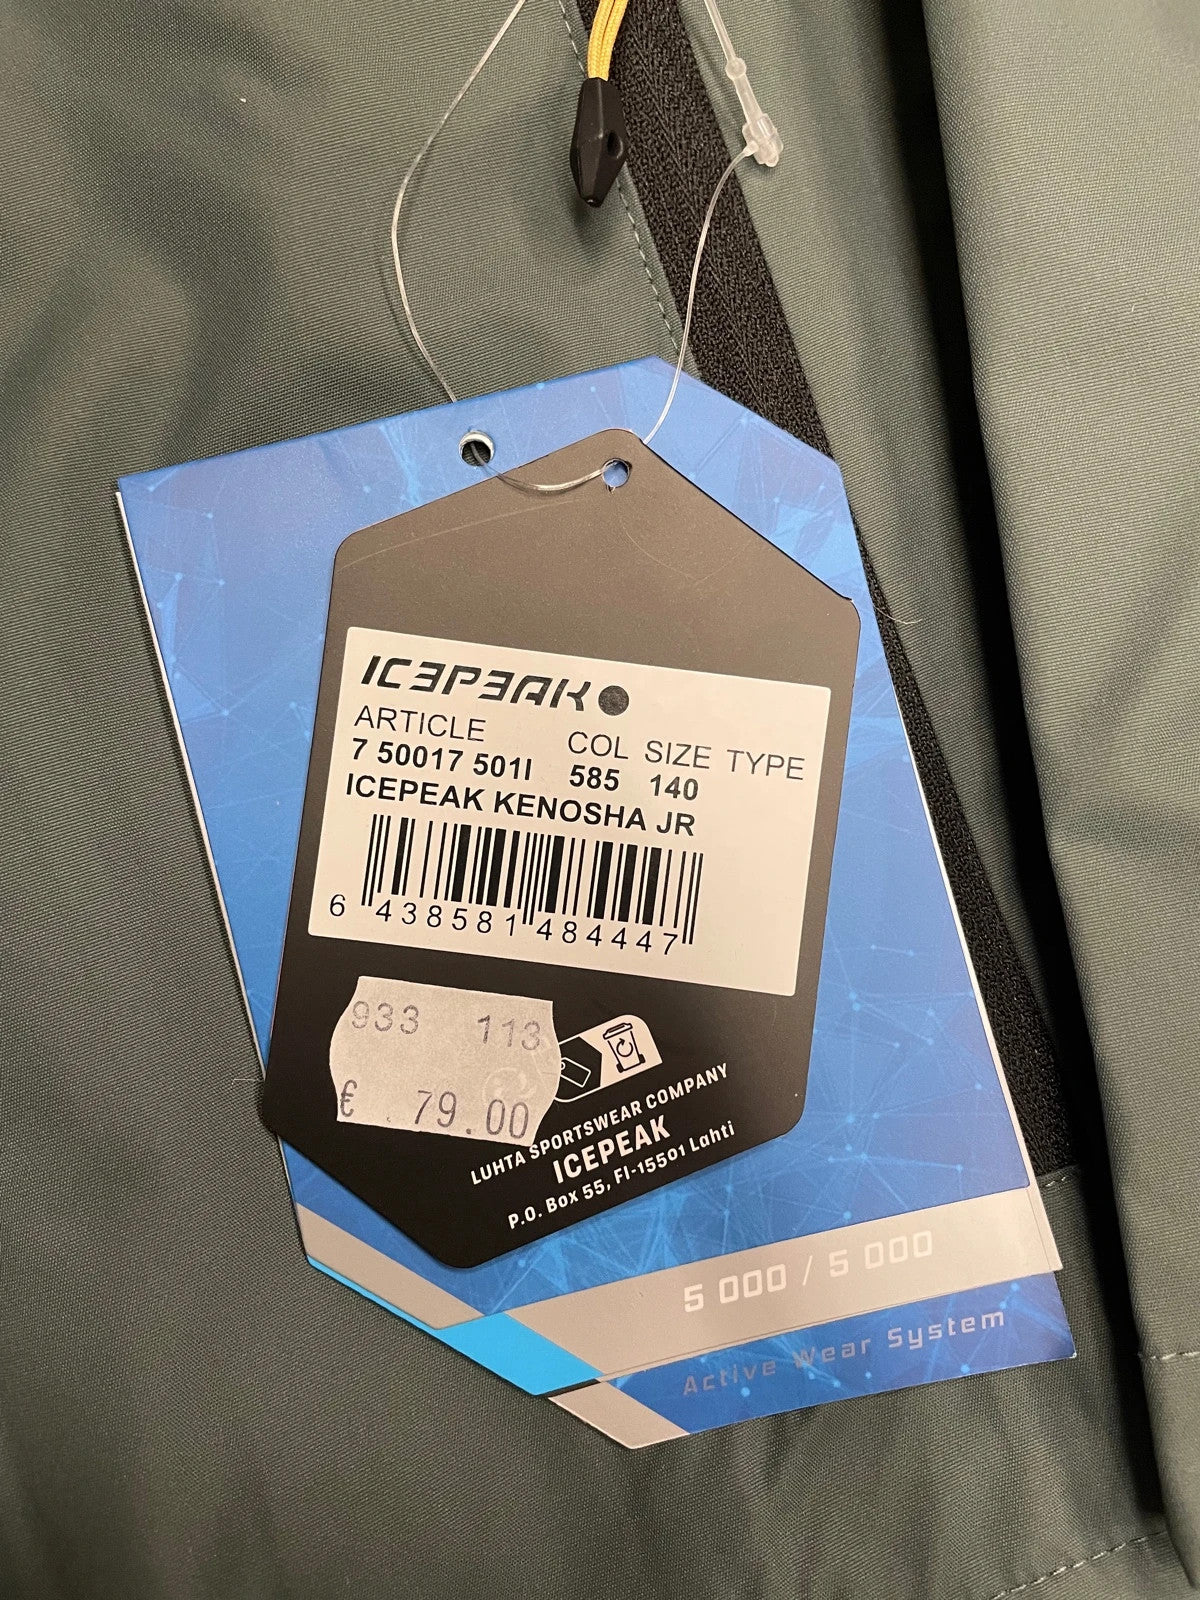 ICEPEAK
ARTICLE COL SIZE TYPE
7 50017 501I 585 140
ICEPEAK KENOSHA JR
6 438581 484447
933 113
€ 79.00
LUHTA SPORTSWEAR COMPANY
ICEPEAK
P.O. Box 55, FI-15501 Lahti
5 000 / 5 000
Active Wear System